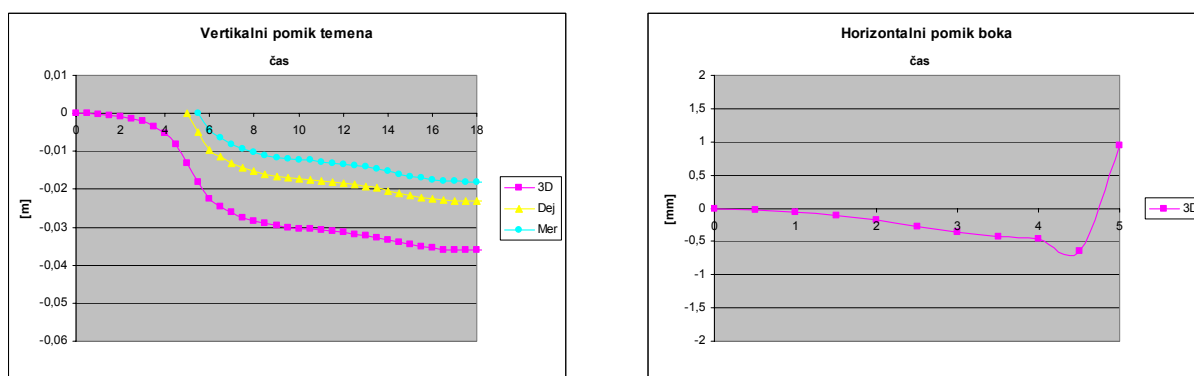 Vertikalni pomik temena
čas
0,01
0
-0,01
-0,02
-0,03
-0,04
-0,05
-0,06
0 2 4 6 8 10 12 14 16 18
[m]
3D
Dej
Mer
Horizontalni pomik boka
čas
2
1,5
1
0,5
0
-0,5
-1
-1,5
-2
0 1 2 3 4 5
[mm]
3D